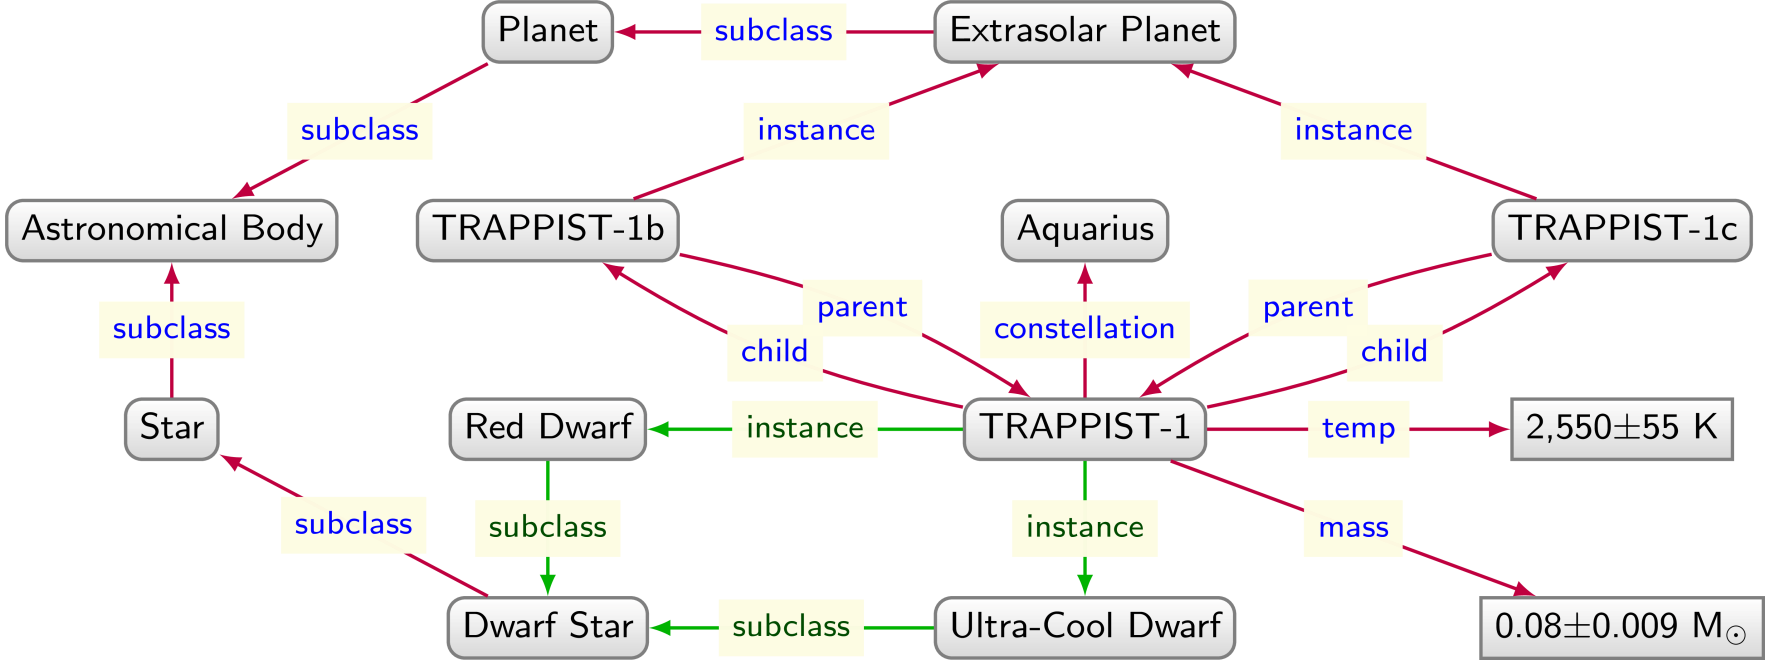 Planet
subclass
Extrasolar Planet
subclass
instance
instance
Astronomical Body
TRAPPIST-1b
Aquarius
TRAPPIST-1c
subclass
parent
constellation
parent
child
child
Star
Red Dwarf
instance
TRAPPIST-1
temp
2,550±55 K
subclass
subclass
instance
mass
Dwarf Star
subclass
Ultra-Cool Dwarf
0.08±0.009 M☉